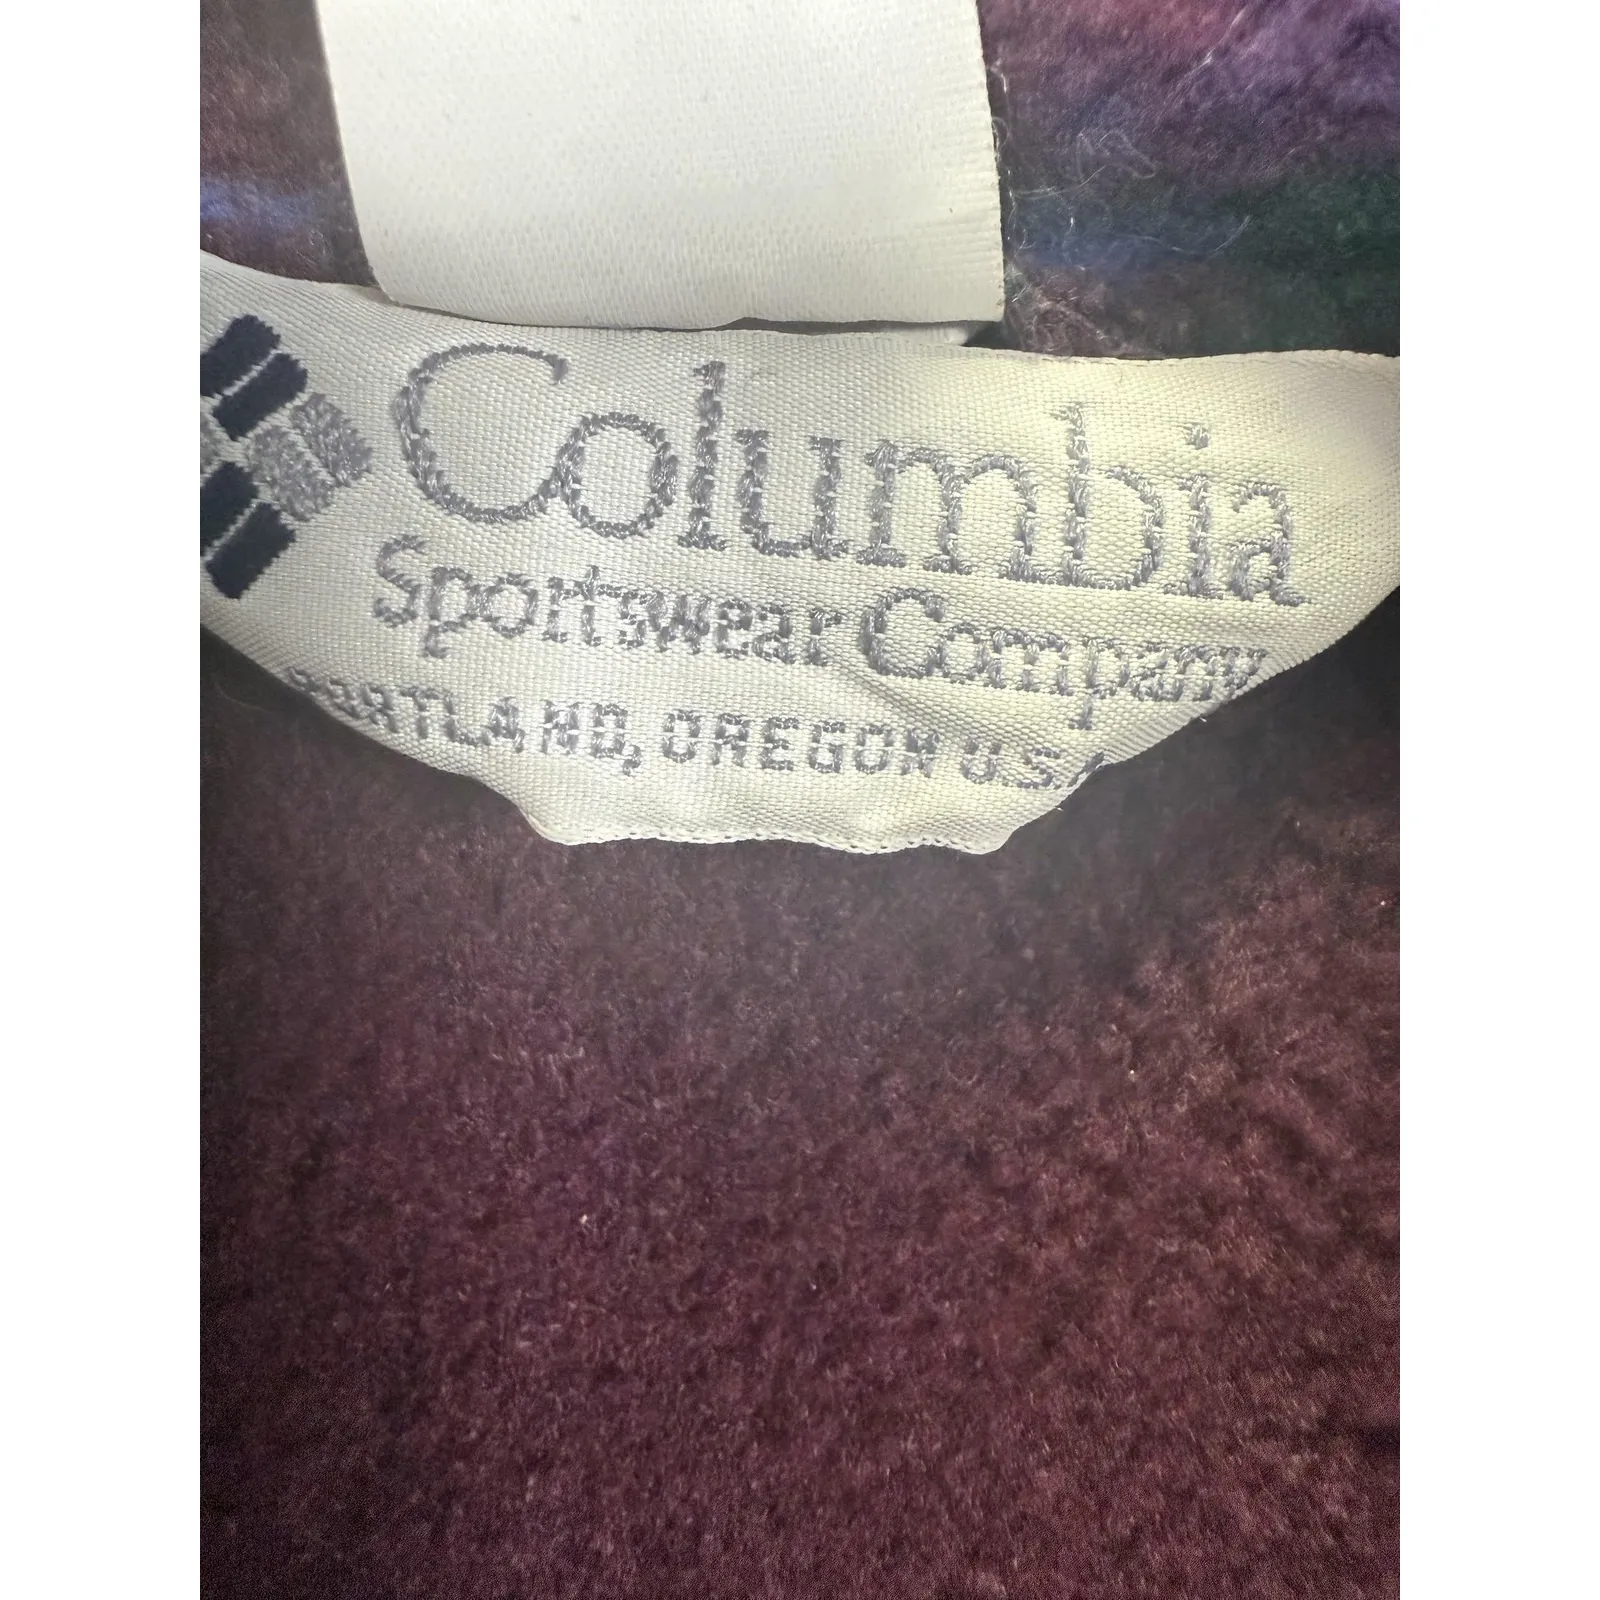 Columbia
Sportswear Company
PORTLAND, OREGON U.S.A